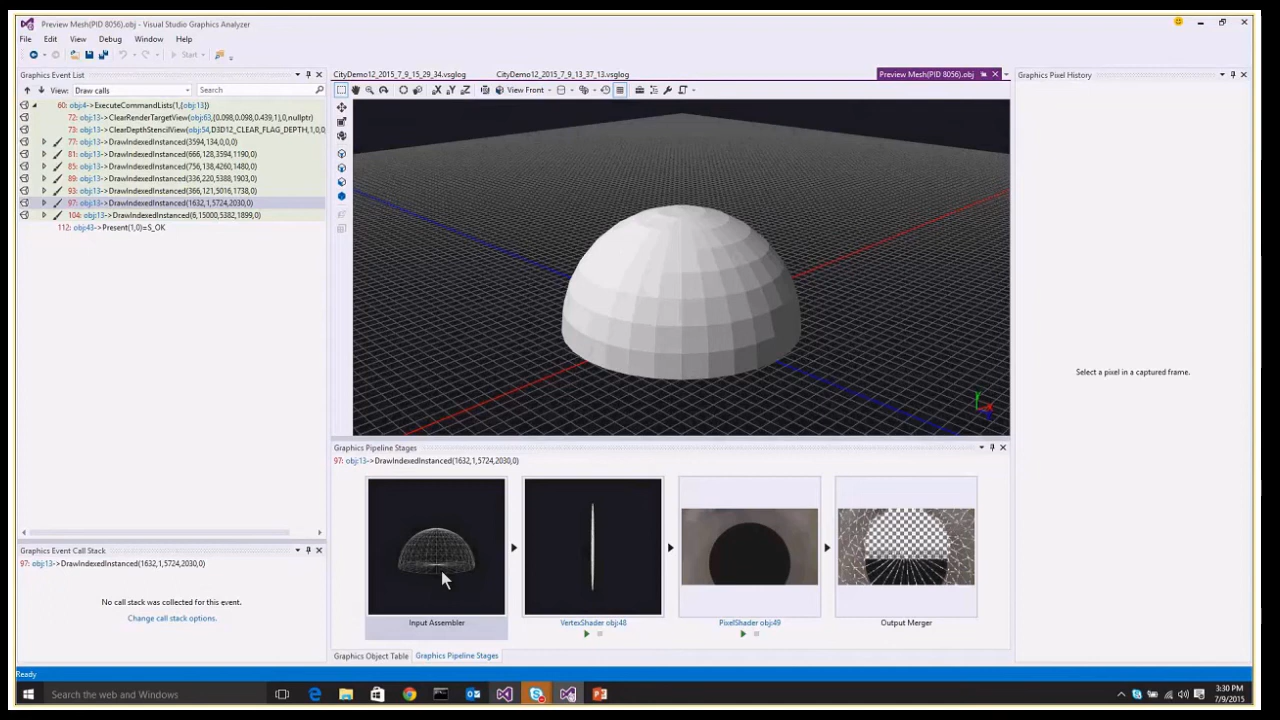 Preview Mesh(PID 8056).obj - Visual Studio Graphics Analyzer
File Edit View Debug Window Help
Start
Graphics Event List
View: Draw calls Search
60: obj:4->ExecuteCommandLists(1,{obj:13})
72: obj:13->ClearRenderTargetView(obj:63,{0.098,0.098,0.439,1},0,nullptr)
73: obj:13->ClearDepthStencilView(obj:54,D3D12_CLEAR_FLAG_DEPTH,1,0,0,
77: obj:13->DrawIndexedInstanced(3594,134,0,0,0)
81: obj:13->DrawIndexedInstanced(666,128,3594,1190,0)
85: obj:13->DrawIndexedInstanced(756,138,4260,1480,0)
89: obj:13->DrawIndexedInstanced(336,220,5388,1903,0)
93: obj:13->DrawIndexedInstanced(366,121,5016,1738,0)
97: obj:13->DrawIndexedInstanced(1632,1,5724,2030,0)
104: obj:13->DrawIndexedInstanced(6,15000,5382,1899,0)
112: obj:43->Present(1,0)=S_OK
Graphics Event Call Stack
97: obj:13->DrawIndexedInstanced(1632,1,5724,2030,0)
No call stack was collected for this event.
Change call stack options.
CityDemo12_2015_7_9_15_29_34.vsglog CityDemo12_2015_7_9_13_37_13.vsglog Preview Mesh(PID 8056).obj
X Y Z View Front
Graphics Pipeline Stages
97: obj:13->DrawIndexedInstanced(1632,1,5724,2030,0)
Input Assembler
VertexShader obj:48
PixelShader obj:49
Output Merger
Graphics Object Table Graphics Pipeline Stages
Graphics Pixel History
Select a pixel in a captured frame.
Ready
Search the web and Windows
3:30 PM
7/9/2015